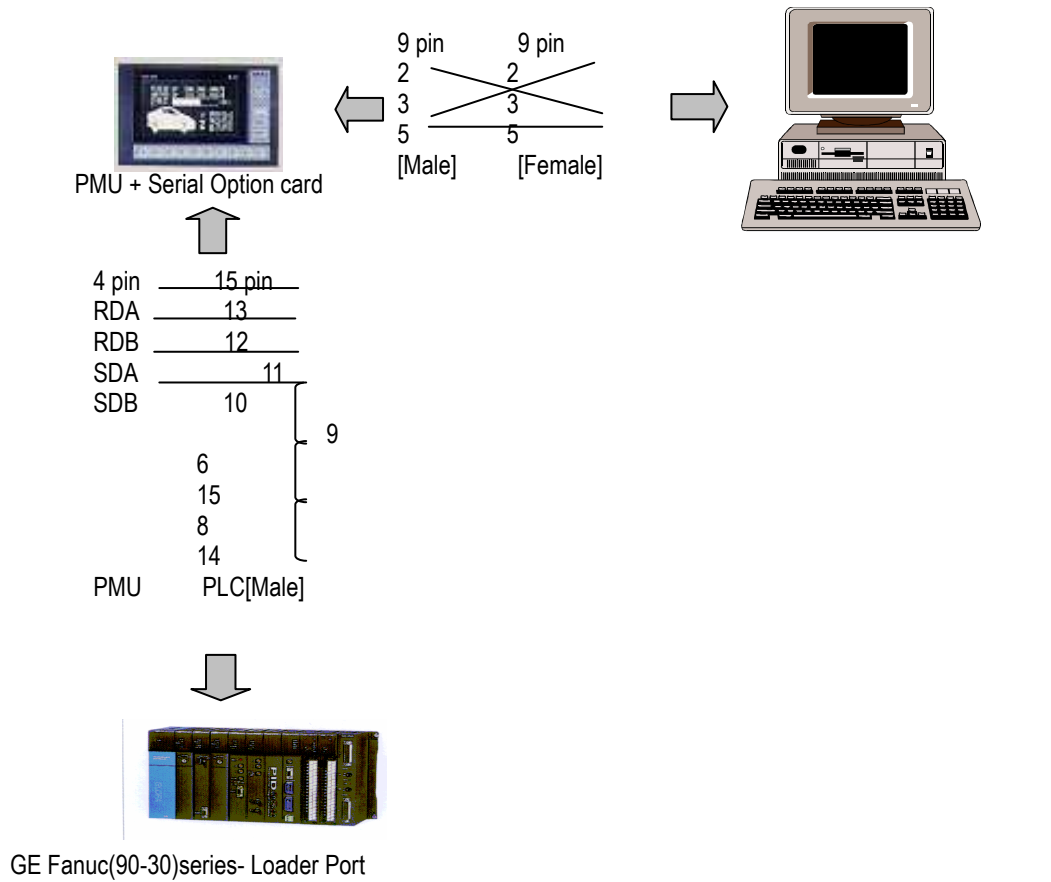 9 pin 9 pin
2 2
3 3
5 5
[Male] [Female]
PMU + Serial Option card
4 pin 15 pin
RDA 13
RDB 12
SDA 11
SDB 10
9
6
15
8
14
PMU PLC[Male]
GE Fanuc(90-30)series- Loader Port